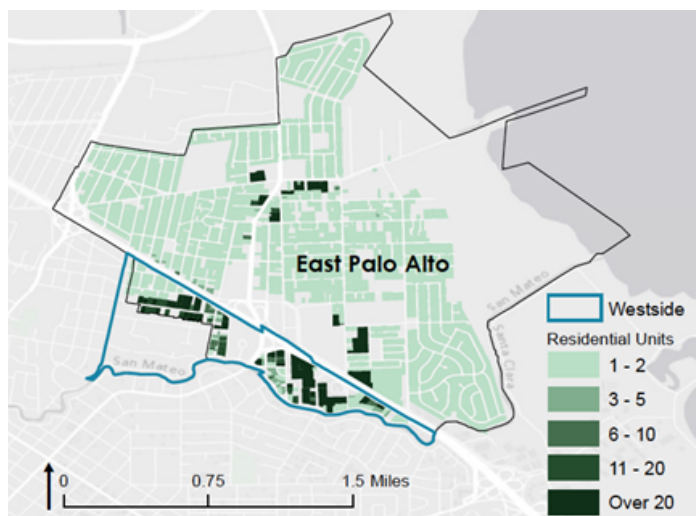 East Palo Alto
San Mateo
Santa Clara
San Mateo
Westside
Residential Units
1 - 2
3 - 5
6 - 10
11 - 20
Over 20
0 0.75 1.5 Miles